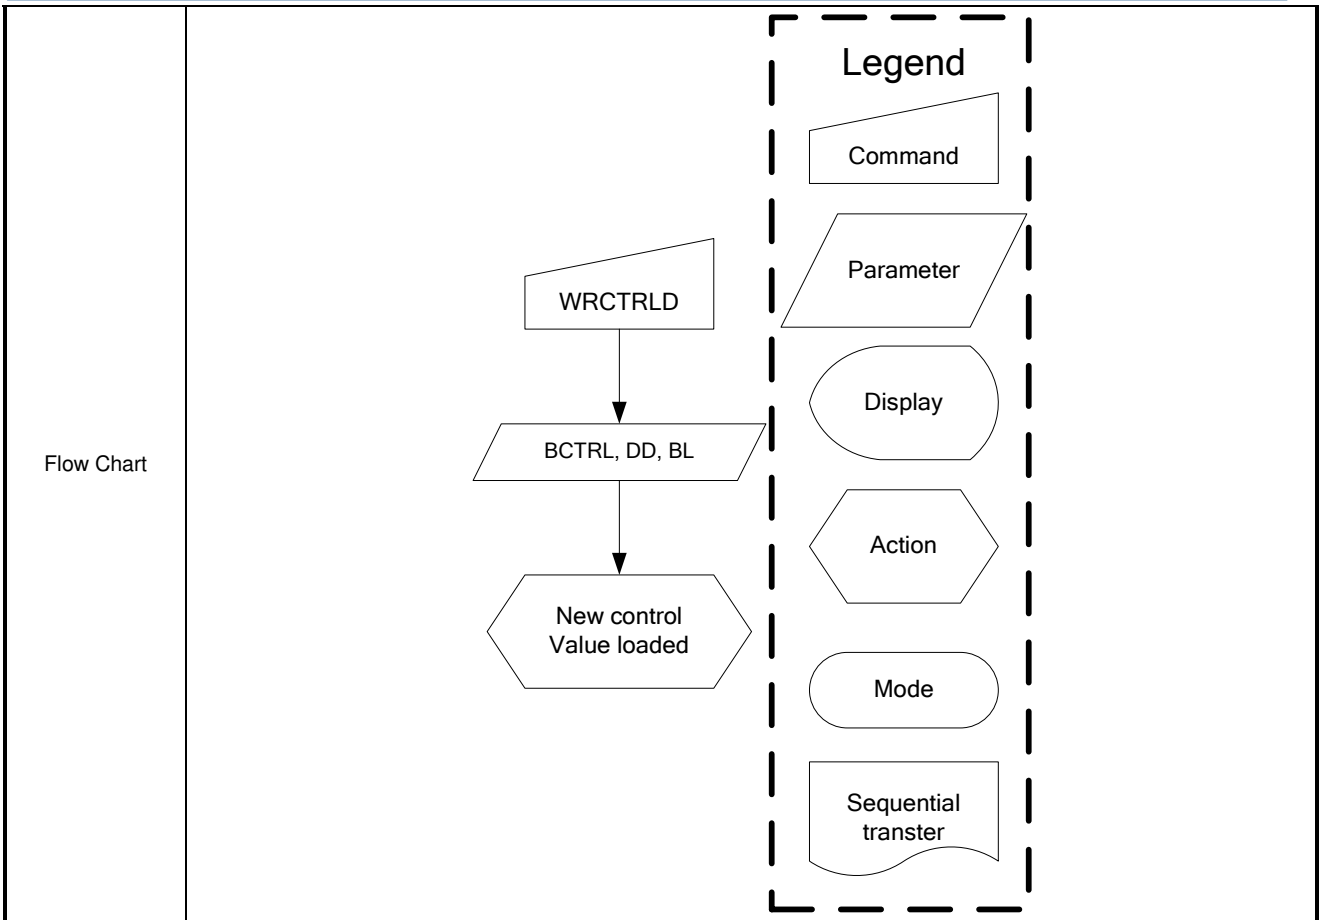 Flow Chart
WRCTRLD
BCTRL, DD, BL
New control
Value loaded
Legend
Command
Parameter
Display
Action
Mode
Sequential
transter